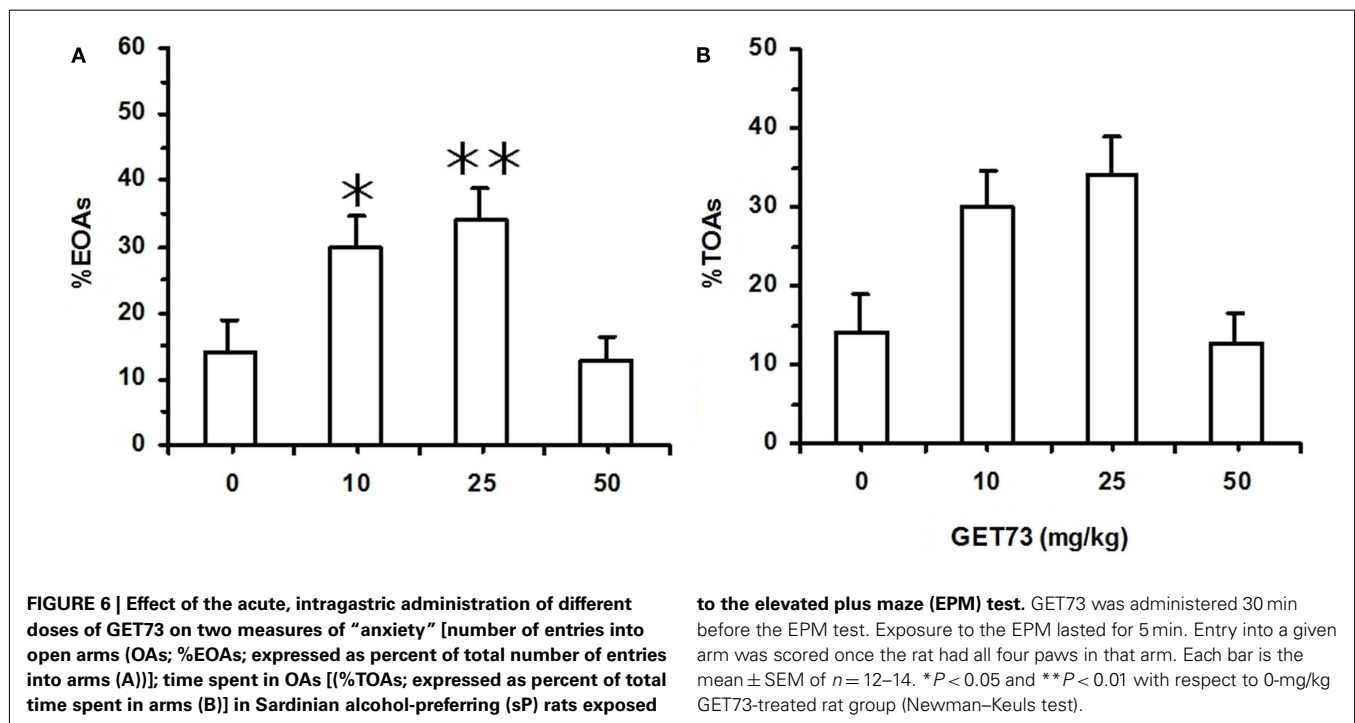 A
60
50
40
30
20
10
0
%EOAs
*
**
0 10 25 50
B
50
40
30
20
10
0
%TOAs
0 10 25 50
GET73 (mg/kg)
FIGURE 6 | Effect of the acute, intragastric administration of different
doses of GET73 on two measures of “anxiety” [number of entries into
open arms (OAs; %EOAs; expressed as percent of total number of entries
into arms (A))]; time spent in OAs [(%TOAs; expressed as percent of total
time spent in arms (B)] in Sardinian alcohol-preferring (sP) rats exposed
to the elevated plus maze (EPM) test. GET73 was administered 30 min
before the EPM test. Exposure to the EPM lasted for 5 min. Entry into a given
arm was scored once the rat had all four paws in that arm. Each bar is the
mean ± SEM of n = 12–14. *P < 0.05 and **P < 0.01 with respect to 0-mg/kg
GET73-treated rat group (Newman–Keuls test).